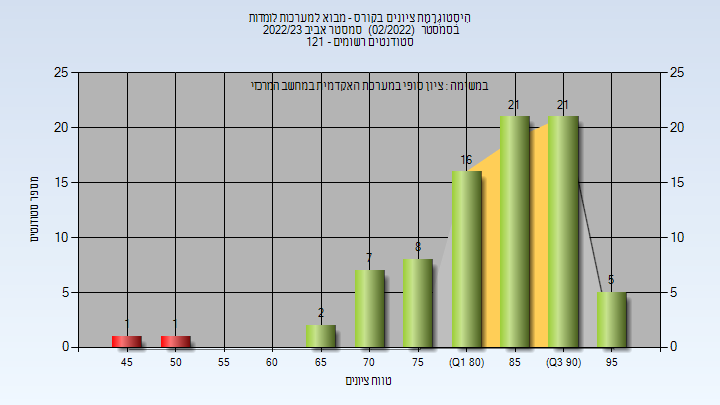 היסטוגרמת ציונים בקורס - מבוא למערכות לומדות
בסמסטר (02/2022) סמסטר אביב 2022/23
סטודנטים רשומים - 121
במשימה : ציון סופי במערכת האקדמית במחשב המרכזי
25 25
20 20
15 15
10 10
5 5
0 0
מספר סטודנטים
1 1 2 7 8 16 21 21 5
45 50 55 60 65 70 75 (Q1 80) 85 (Q3 90) 95
טווח ציונים